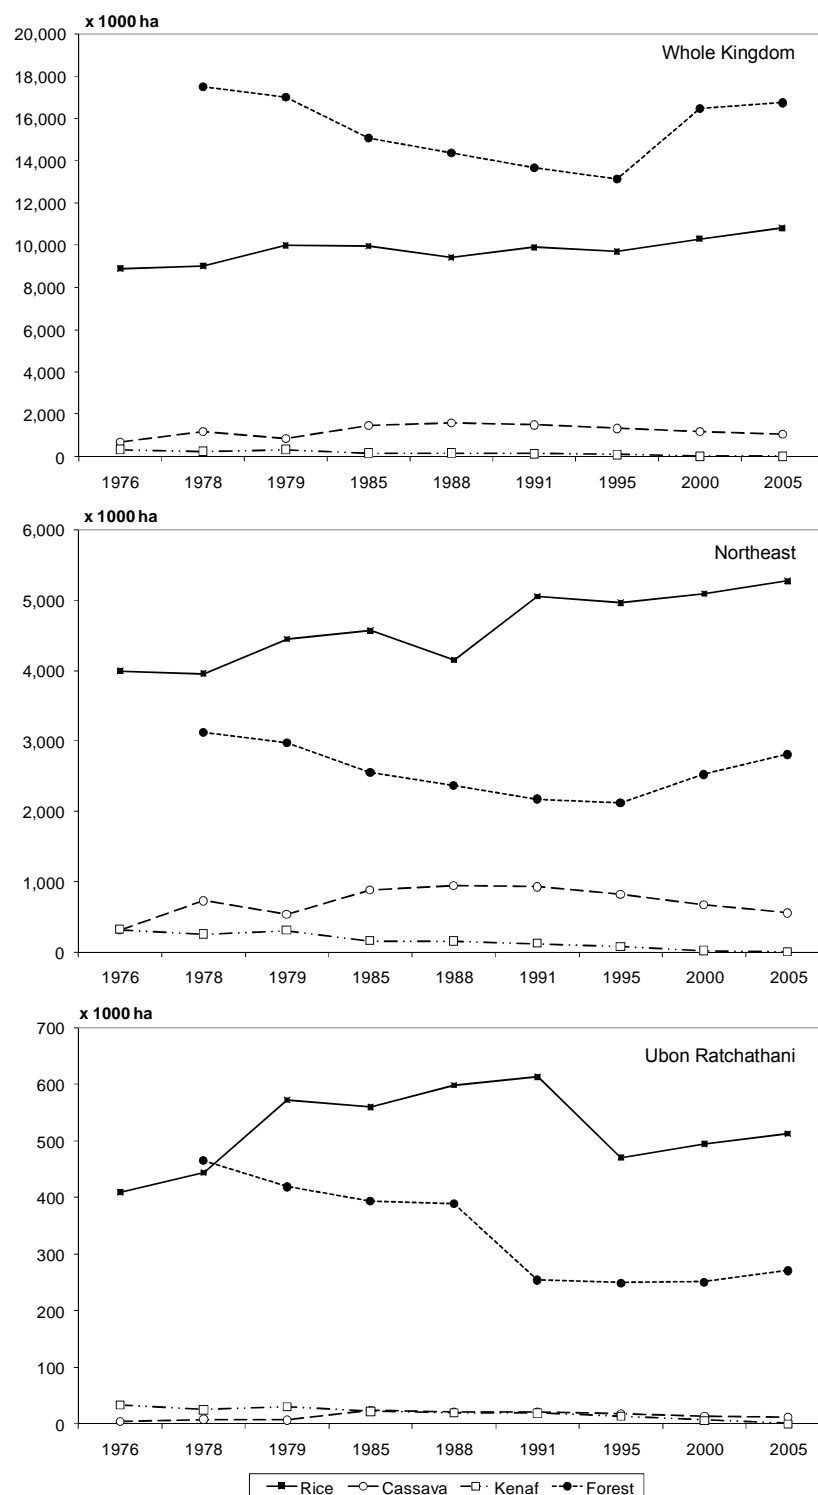 x 1000 ha
Whole Kingdom
20,000
18,000
16,000
14,000
12,000
10,000
8,000
6,000
4,000
2,000
0
1976 1978 1979 1985 1988 1991 1995 2000 2005
x 1000 ha
Northeast
6,000
5,000
4,000
3,000
2,000
1,000
0
1976 1978 1979 1985 1988 1991 1995 2000 2005
x 1000 ha
Ubon Ratchathani
700
600
500
400
300
200
100
0
1976 1978 1979 1985 1988 1991 1995 2000 2005
Rice Cassava Kenaf Forest